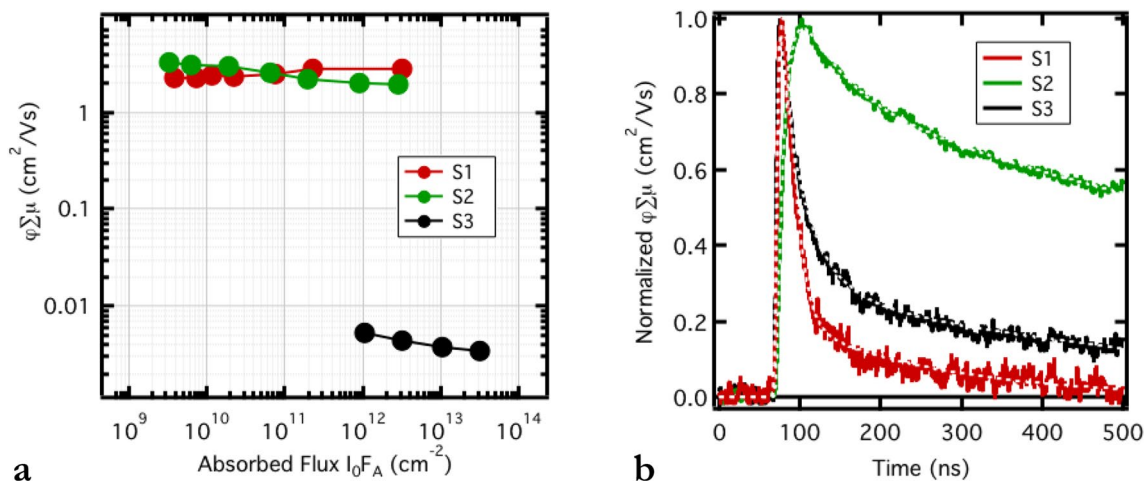 φ∑μ (cm²/Vs)
1
0.1
0.01
S1
S2
S3
10⁹ 10¹⁰ 10¹¹ 10¹² 10¹³ 10¹⁴
Absorbed Flux I₀F_A (cm⁻²)
a
Normalized φ∑μ (cm²/Vs)
1.0
0.8
0.6
0.4
0.2
0.0
S1
S2
S3
0 100 200 300 400 500
Time (ns)
b